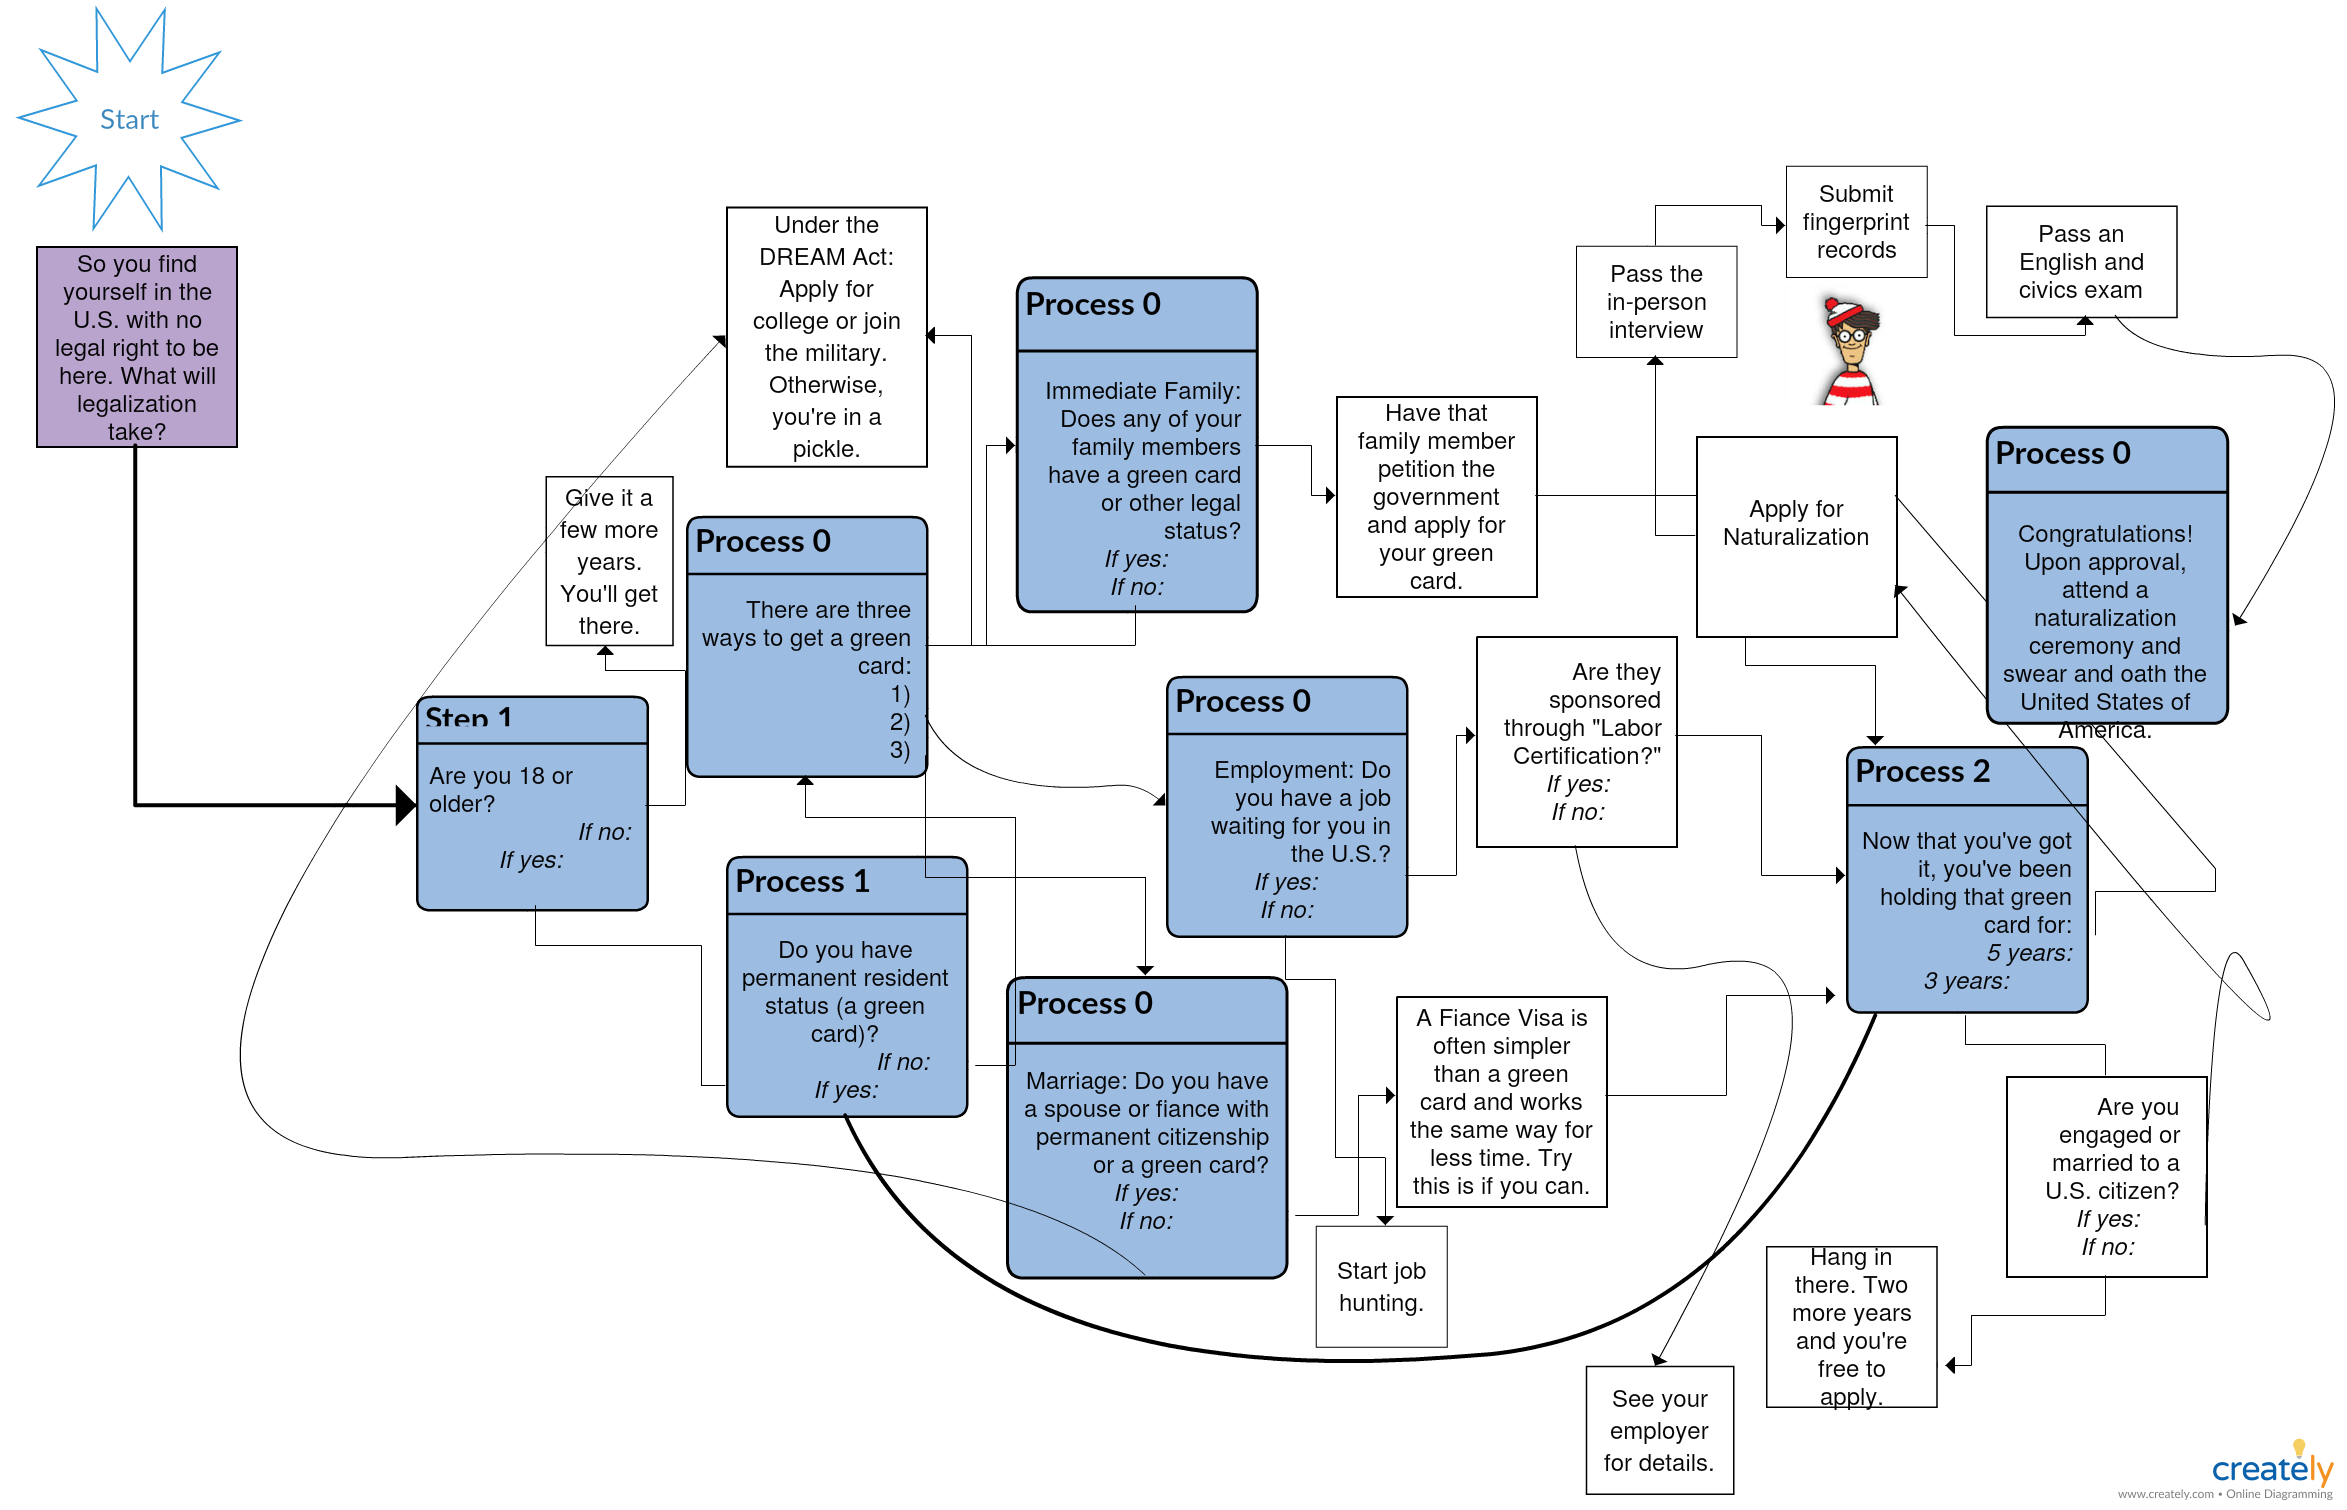 Start
So you find
yourself in the
U.S. with no
legal right to be
here. What will
legalization
take?
Step 1
Are you 18 or
older?
If no:
If yes:
Give it a
few more
years.
You'll get
there.
Under the
DREAM Act:
Apply for
college or join
the military.
Otherwise,
you're in a
pickle.
Process 0
There are three
ways to get a green
card:
1)
2)
3)
Process 1
Do you have
permanent resident
status (a green
card)?
If no:
If yes:
Process 0
Immediate Family:
Does any of your
family members
have a green card
or other legal
status?
If yes:
If no:
Have that
family member
petition the
government
and apply for
your green
card.
Process 0
Employment: Do
you have a job
waiting for you in
the U.S.?
If yes:
If no:
Are they
sponsored
through "Labor
Certification?"
If yes:
If no:
Process 0
Marriage: Do you have
a spouse or fiance with
permanent citizenship
or a green card?
If yes:
If no:
A Fiance Visa is
often simpler
than a green
card and works
the same way for
less time. Try
this is if you can.
Start job
hunting.
See your
employer
for details.
Apply for
Naturalization
Pass the
in-person
interview
Submit
fingerprint
records
Pass an
English and
civics exam
Process 0
Congratulations!
Upon approval,
attend a
naturalization
ceremony and
swear and oath the
United States of
America.
Process 2
Now that you've got
it, you've been
holding that green
card for:
5 years:
3 years:
Are you
engaged or
married to a
U.S. citizen?
If yes:
If no:
Hang in
there. Two
more years
and you're
free to
apply.
creately
www.creately.com • Online Diagramming